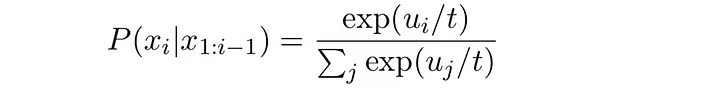 P(x_i|x_{1:i−1}) = \frac{\exp(u_i/t)}{\sum_j \exp(u_j/t)}